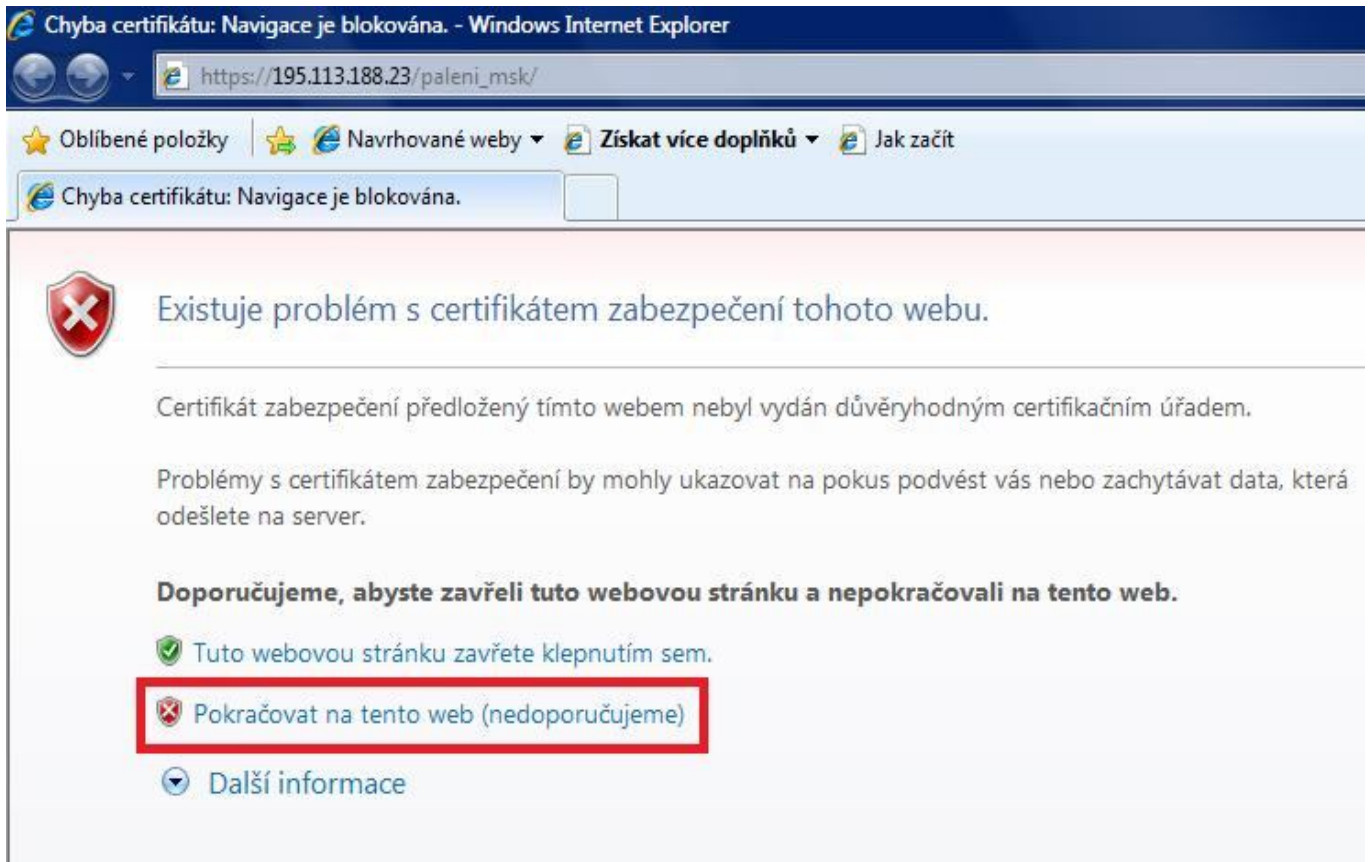 Chyba certifikátu: Navigace je blokována. - Windows Internet Explorer
https://195.113.188.23/paleni_msk/
Oblíbené položky Navrhované weby Získat více doplňků Jak začít
Chyba certifikátu: Navigace je blokována.
Existuje problém s certifikátem zabezpečení tohoto webu.
Certifikát zabezpečení předložený tímto webem nebyl vydán důvěryhodným certifikačním úřadem.
Problémy s certifikátem zabezpečení by mohly ukazovat na pokus podvést vás nebo zachytávat data, která
odešlete na server.
Doporučujeme, abyste zavřeli tuto webovou stránku a nepokračovali na tento web.
Tuto webovou stránku zavřete klepnutím sem.
Pokračovat na tento web (nedoporučujeme)
Další informace